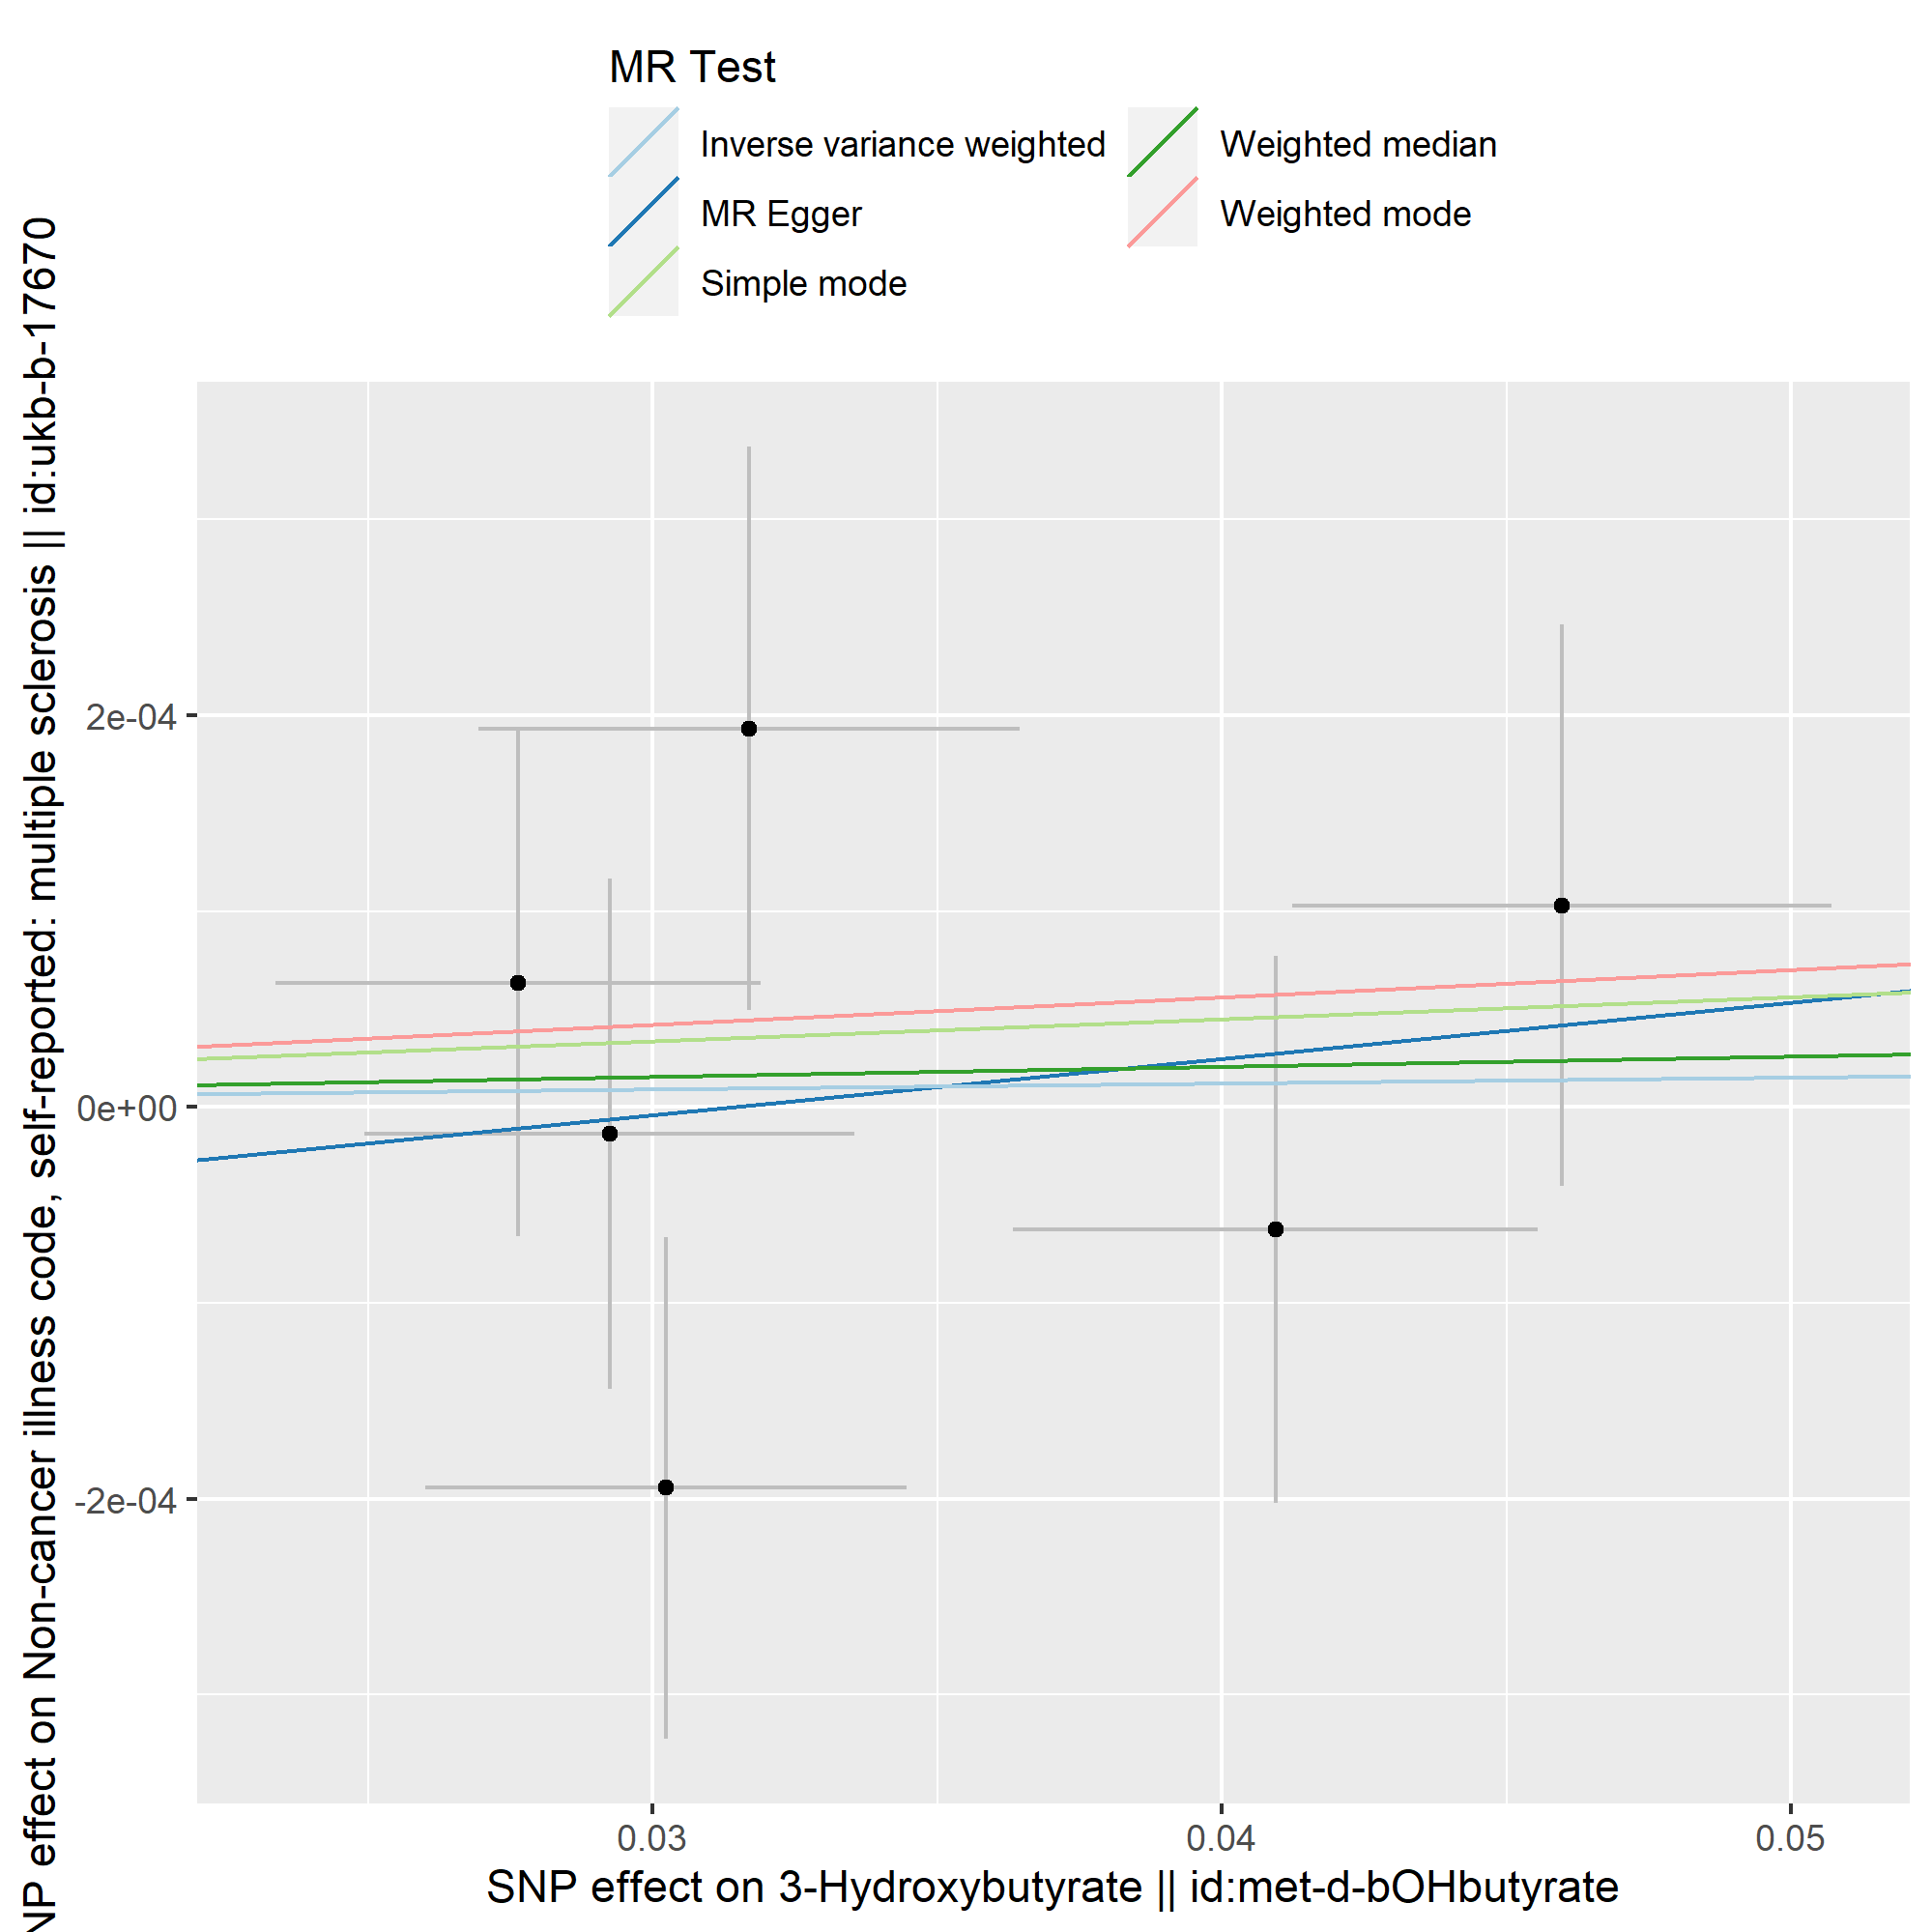 MR Test
Inverse variance weighted
Weighted median
MR Egger
Weighted mode
Simple mode
NP effect on Non-cancer illness code, self-reported: multiple sclerosis || id:ukb-b-17670
2e-04
0e+00
-2e-04
0.03
0.04
0.05
SNP effect on 3-Hydroxybutyrate || id:met-d-bOHbutyrate